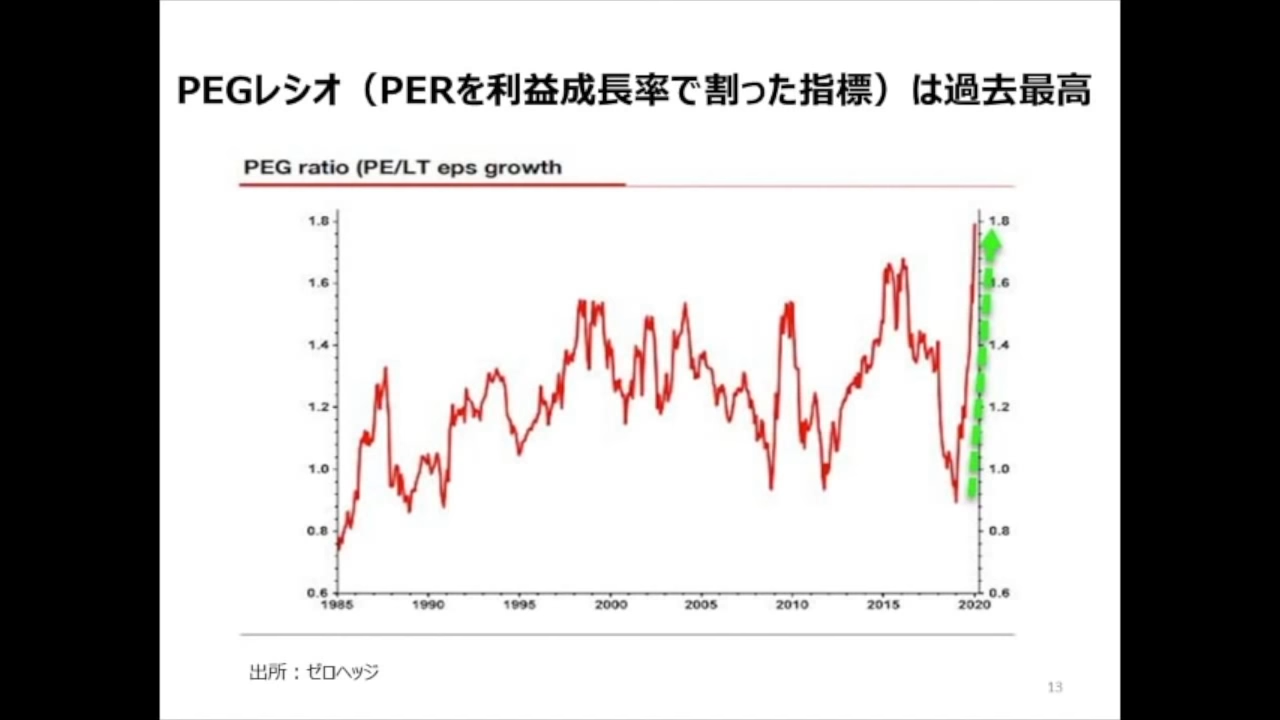 PEGレシオ（PERを利益成長率で割った指標）は過去最高
PEG ratio (PE/LT eps growth
1.8 1.8
1.6 1.6
1.4 1.4
1.2 1.2
1.0 1.0
0.8 0.8
0.6 0.6
1985 1990 1995 2000 2005 2010 2015 2020
出所：ゼロヘッジ
13